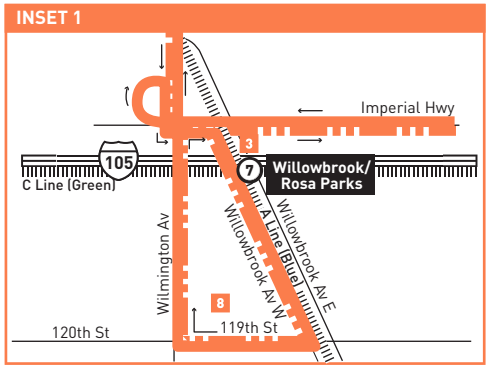 INSET 1
Imperial Hwy
3
105
7
Willowbrook/
Rosa Parks
C Line (Green)
Wilmington Av
Willowbrook Av W
A Line (Blue)
Willowbrook Av E
8
119th St
120th St